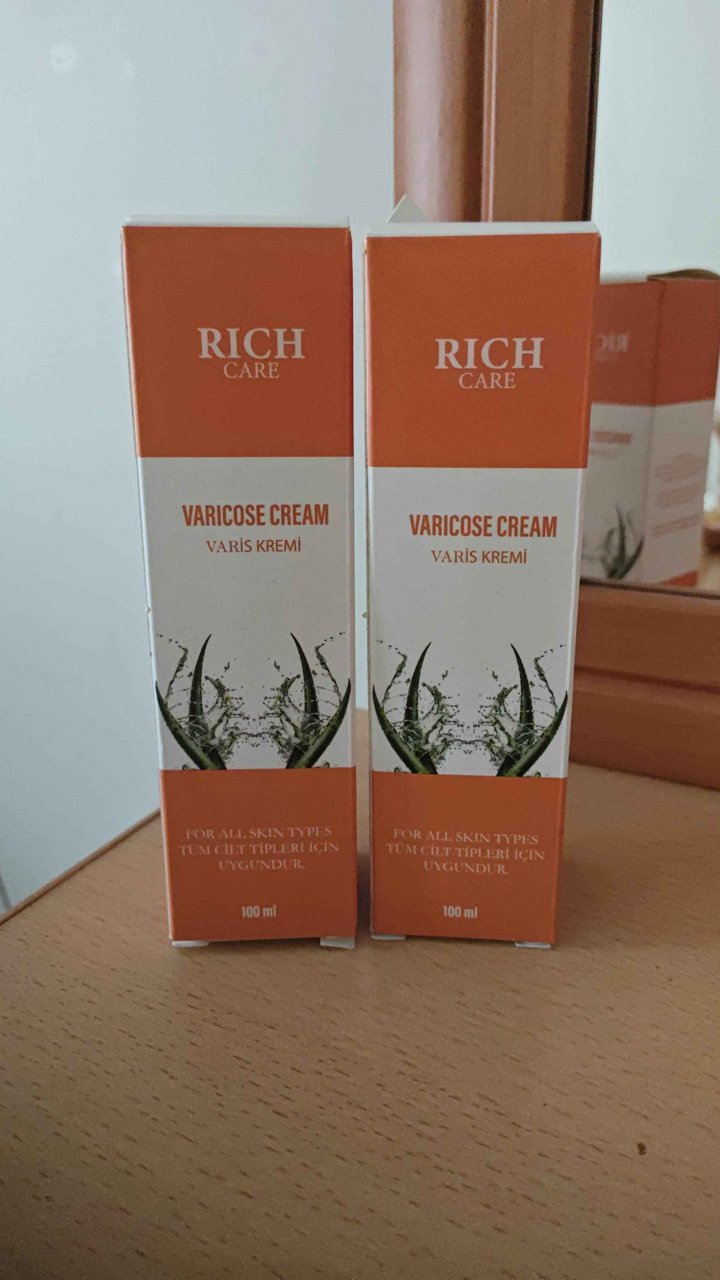 RICH
CARE
VARICOSE CREAM
VARİS KREMİ
FOR ALL SKIN TYPES
TÜM CİLT TİPLERİ İÇİN
UYGUNDUR.
100 ml
RICH
CARE
VARICOSE CREAM
VARİS KREMİ
FOR ALL SKIN TYPES
TÜM CİLT TİPLERİ İÇİN
UYGUNDUR.
100 ml